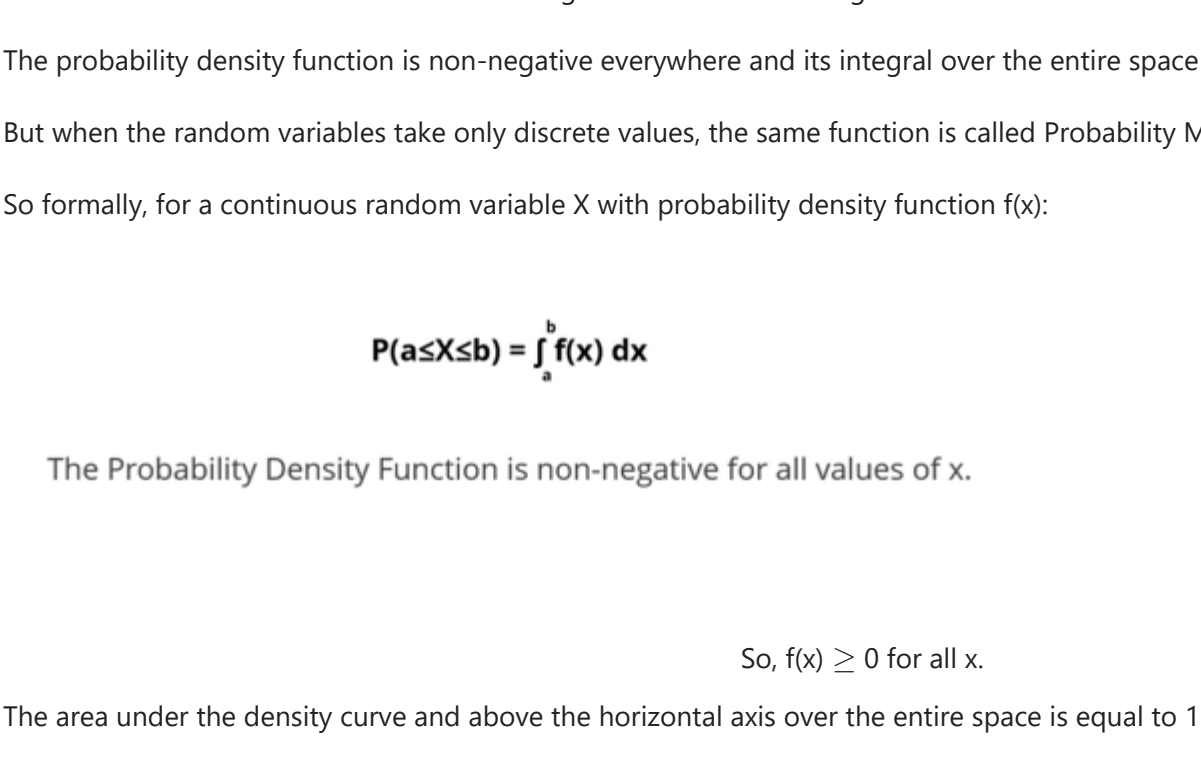 The probability density function is non-negative everywhere and its integral over the entire space
But when the random variables take only discrete values, the same function is called Probability
So formally, for a continuous random variable X with probability density function f(x):
P(a≤X≤b) = ∫ₐᵇ f(x) dx
The Probability Density Function is non-negative for all values of x.
So, f(x) ≥ 0 for all x.
The area under the density curve and above the horizontal axis over the entire space is equal to 1